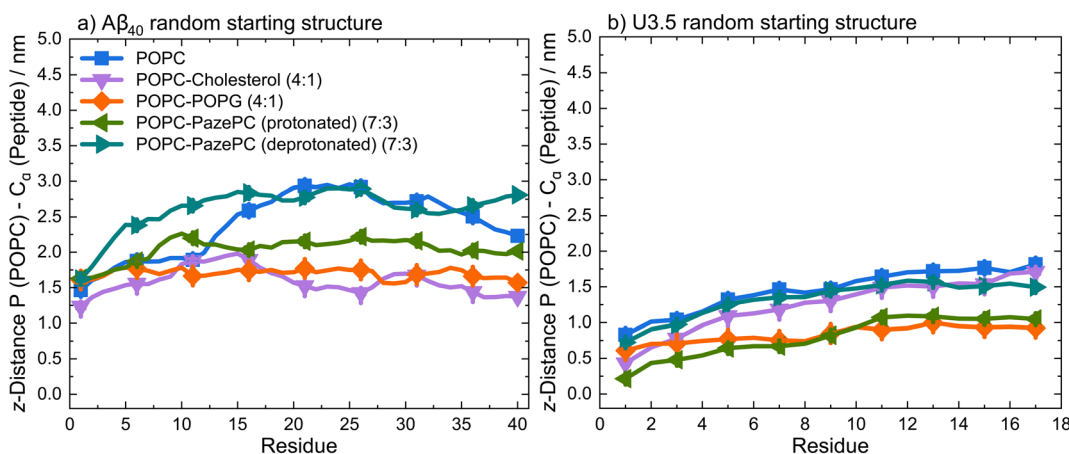 a) Aβ₄₀ random starting structure
z-Distance P (POPC) - Cα (Peptide) / nm
5.0
4.5
4.0
3.5
3.0
2.5
2.0
1.5
1.0
0.5
0.0
POPC
POPC-Cholesterol (4:1)
POPC-POPG (4:1)
POPC-PazePC (protonated) (7:3)
POPC-PazePC (deprotonated) (7:3)
0 5 10 15 20 25 30 35 40
Residue
b) U3.5 random starting structure
z-Distance P (POPC) - Cα (Peptide) / nm
5.0
4.5
4.0
3.5
3.0
2.5
2.0
1.5
1.0
0.5
0.0
0 2 4 6 8 10 12 14 16 18
Residue